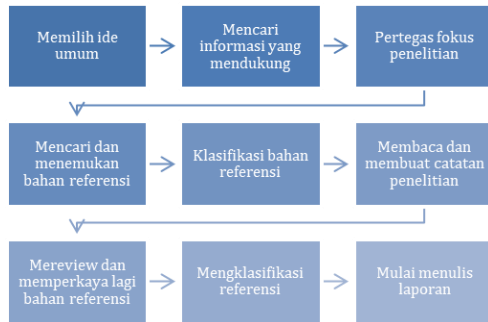 Memilih ide
umum
Mencari
informasi yang
mendukung
Pertegas fokus
penelitian
Mencari dan
menemukan
bahan referensi
Klasifikasi bahan
referensi
Membaca dan
membuat catatan
penelitian
Mereview dan
memperkaya lagi
bahan referensi
Mengklasifikasi
referensi
Mulai menulis
laporan